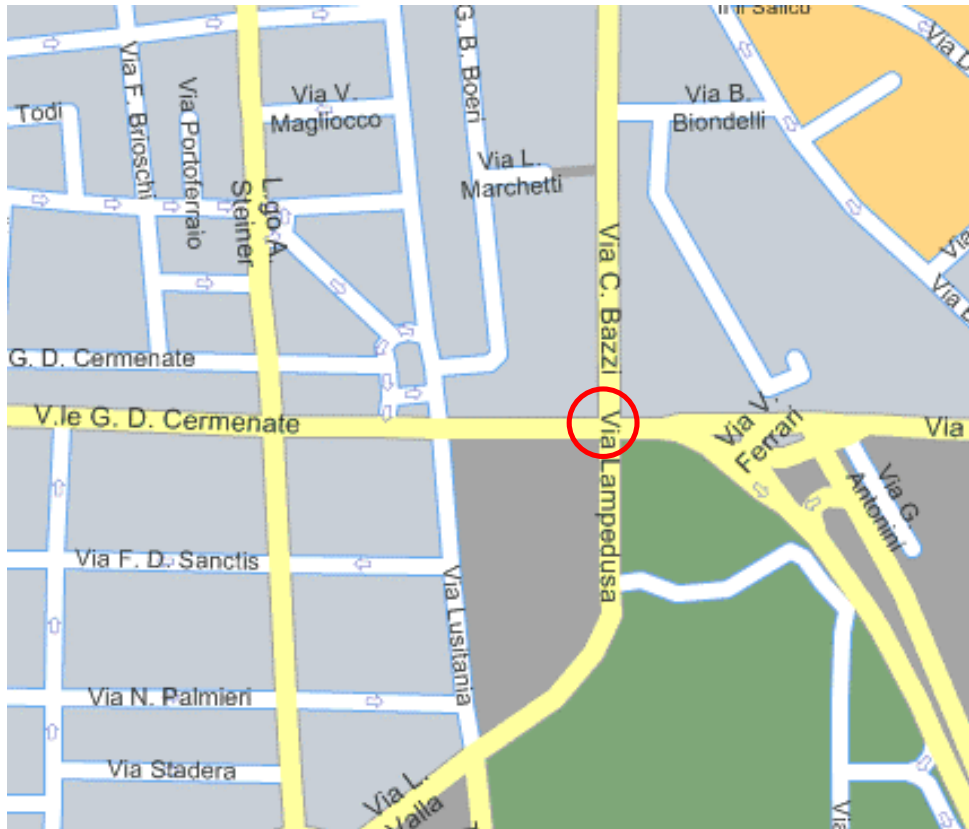 G. B. Boeri
Via F. Brioschi
Via Portoferraio
Todi
Via V.
Magliocco
Via B.
Biondelli
Via L.
Marchetti
L.go A.
Steiner
Via C. Bazzi
G. D. Cermenate
V.le G. D. Cermenate
Via V.
Ferrari
Via
Via Lampedusa
Via G.
Antonini
Via F. D. Sanctis
Via Lusitania
Via N. Palmieri
Via Stadera
Via L.
Valla
Via